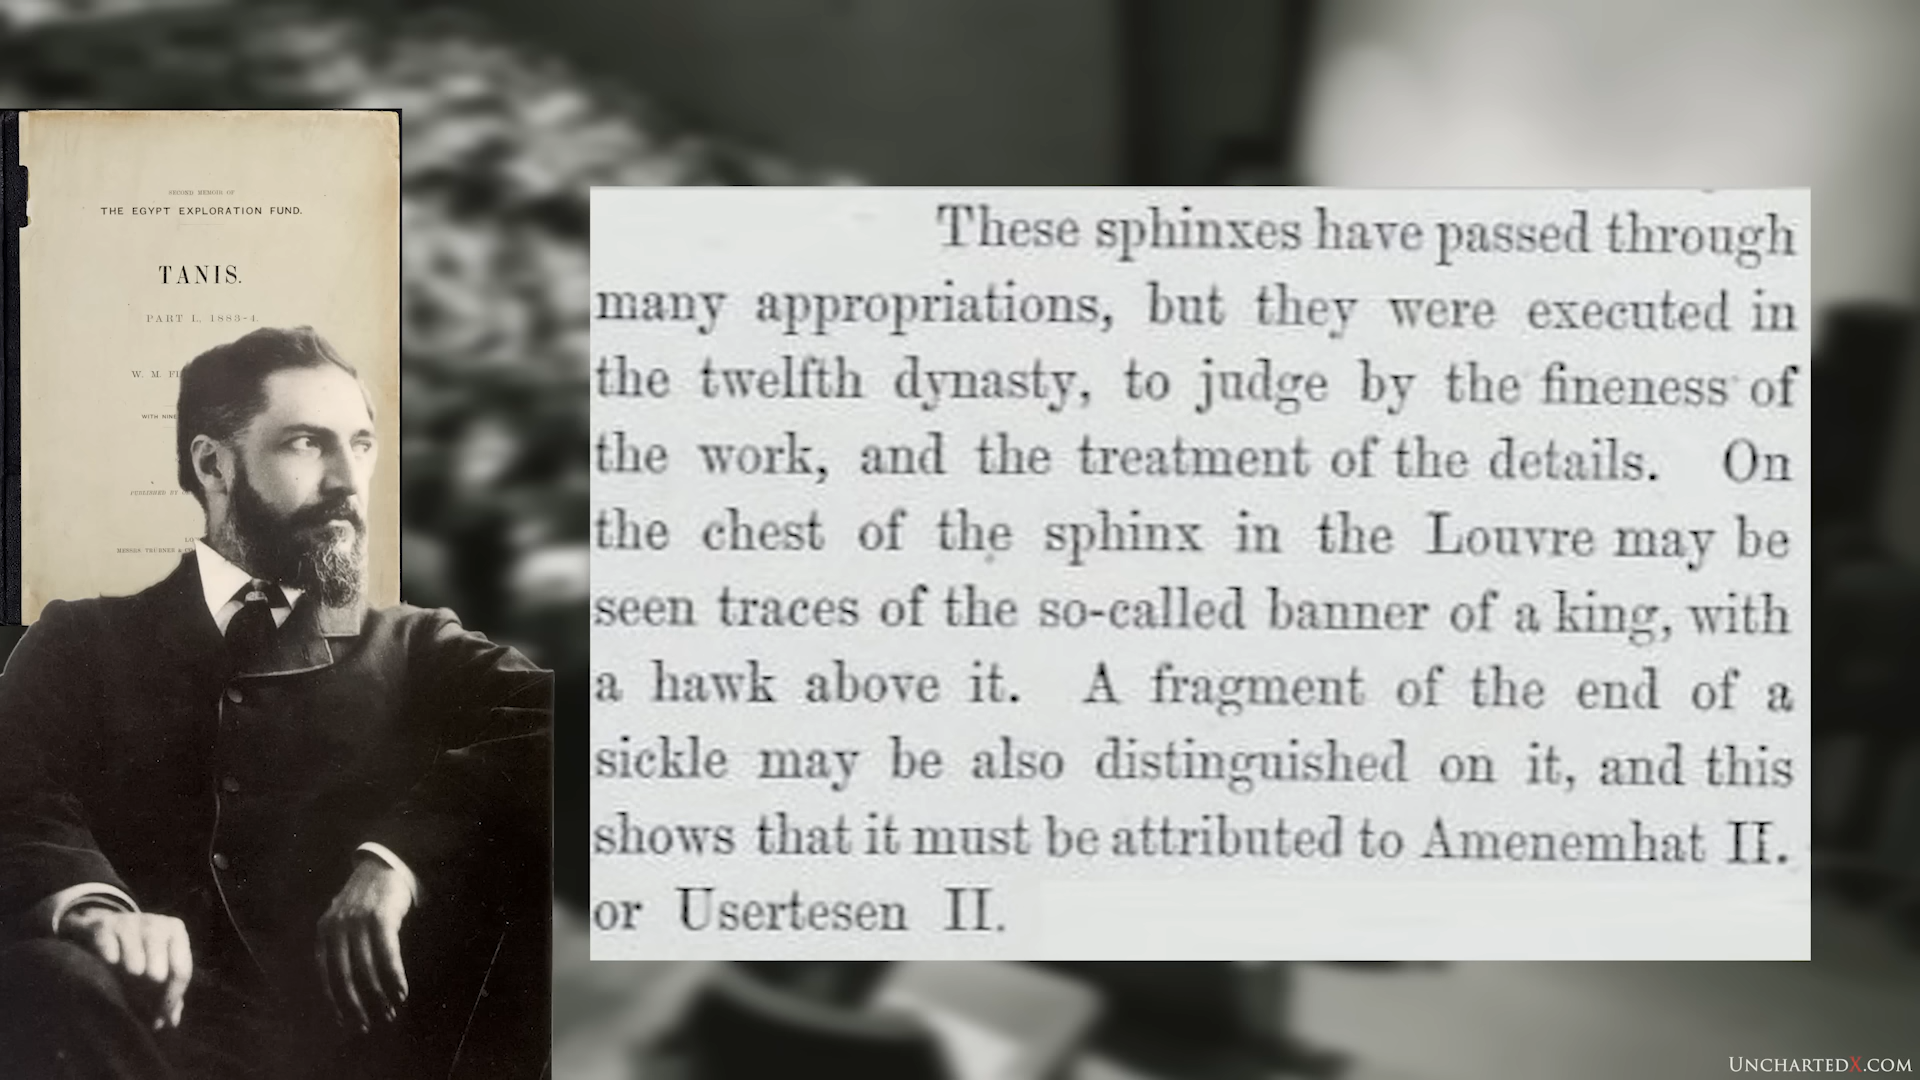 SECOND MEMOIR OF
THE EGYPT EXPLORATION FUND.
TANIS.
PART I., 1883-4.
W. M.
WITH
PUBLISHED BY
These sphinxes have passed through
many appropriations, but they were executed in
the twelfth dynasty, to judge by the fineness of
the work, and the treatment of the details. On
the chest of the sphinx in the Louvre may be
seen traces of the so-called banner of a king, with
a hawk above it. A fragment of the end of a
sickle may be also distinguished on it, and this
shows that it must be attributed to Amenemhat II.
or Usertesen II.
UNCHARTEDX.COM